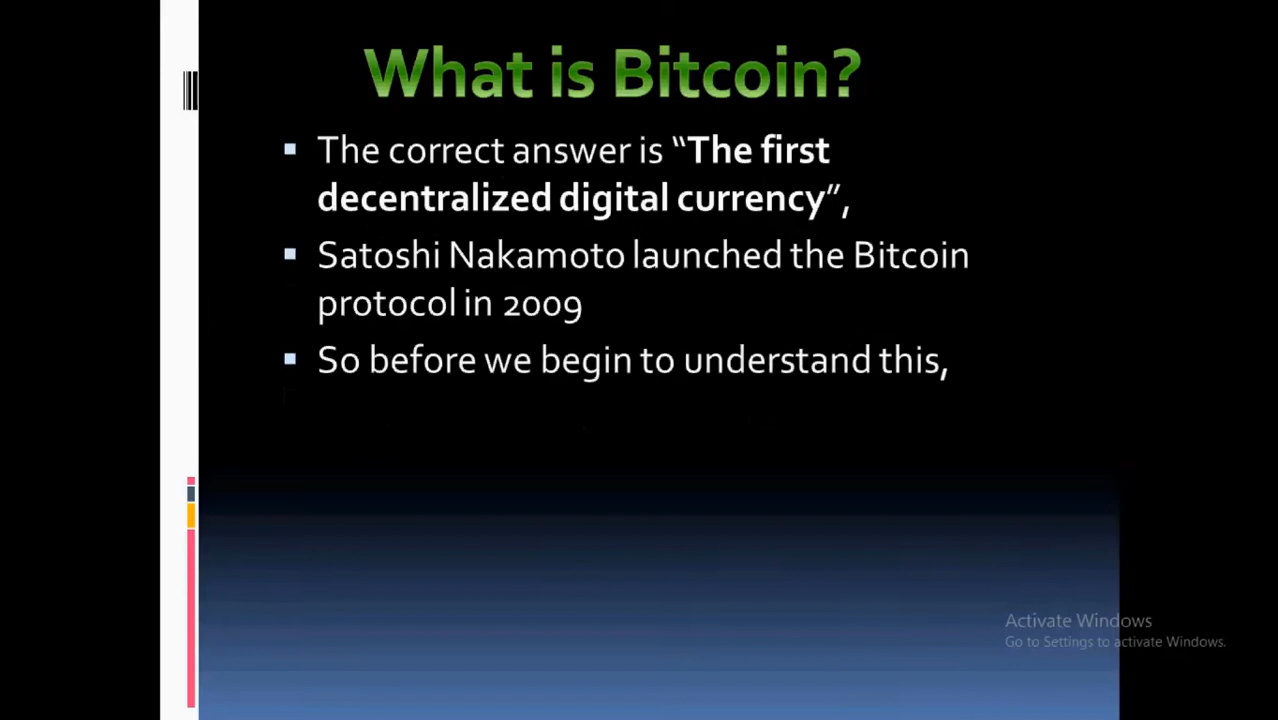 What is Bitcoin?
▪ The correct answer is “The first
decentralized digital currency”,
▪ Satoshi Nakamoto launched the Bitcoin
protocol in 2009
▪ So before we begin to understand this,
Activate Windows
Go to Settings to activate Windows.